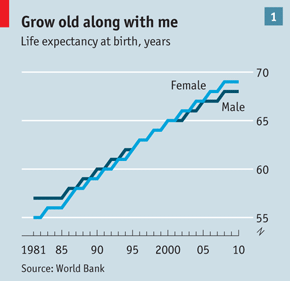 Grow old along with me
1
Life expectancy at birth, years
70
Female
Male
65
60
55
1981 85 90 95 2000 05 10
Source: World Bank